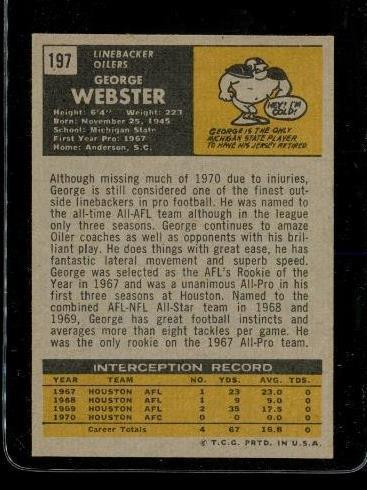 197
LINEBACKER
OILERS
GEORGE
WEBSTER
Height: 6'4" Weight: 223
Born: November 25, 1945
School: Michigan State
First Year Pro: 1967
Home: Anderson, S.C.
HEY! I'M
COLD!
GEORGE IS THE ONLY
MICHIGAN STATE PLAYER
TO HAVE HIS JERSEY RETIRED.
Although missing much of 1970 due to injuries,
George is still considered one of the finest out-
side linebackers in pro football. He was named to
the all-time All-AFL team although in the league
only three seasons. George continues to amaze
Oiler coaches as well as opponents with his bril-
liant play. He does things with great ease, he has
fantastic lateral movement and superb speed.
George was selected as the AFL's Rookie of the
Year in 1967 and was a unanimous All-Pro in his
first three seasons at Houston. Named to the
combined AFL-NFL All-Star team in 1968 and
1969, George has great football instincts and
averages more than eight tackles per game. He
was the only rookie on the 1967 All-Pro team.
INTERCEPTION RECORD
YEAR TEAM NO. YDS. AVG. TDS.
1967 HOUSTON AFL 1 23 23.0 0
1968 HOUSTON AFL 1 9 9.0 0
1969 HOUSTON AFL 2 35 17.5 0
1970 HOUSTON AFC 0 0 0.0 0
Career Totals 4 67 16.8 0
© T.C.G. PRTD. IN U.S.A.